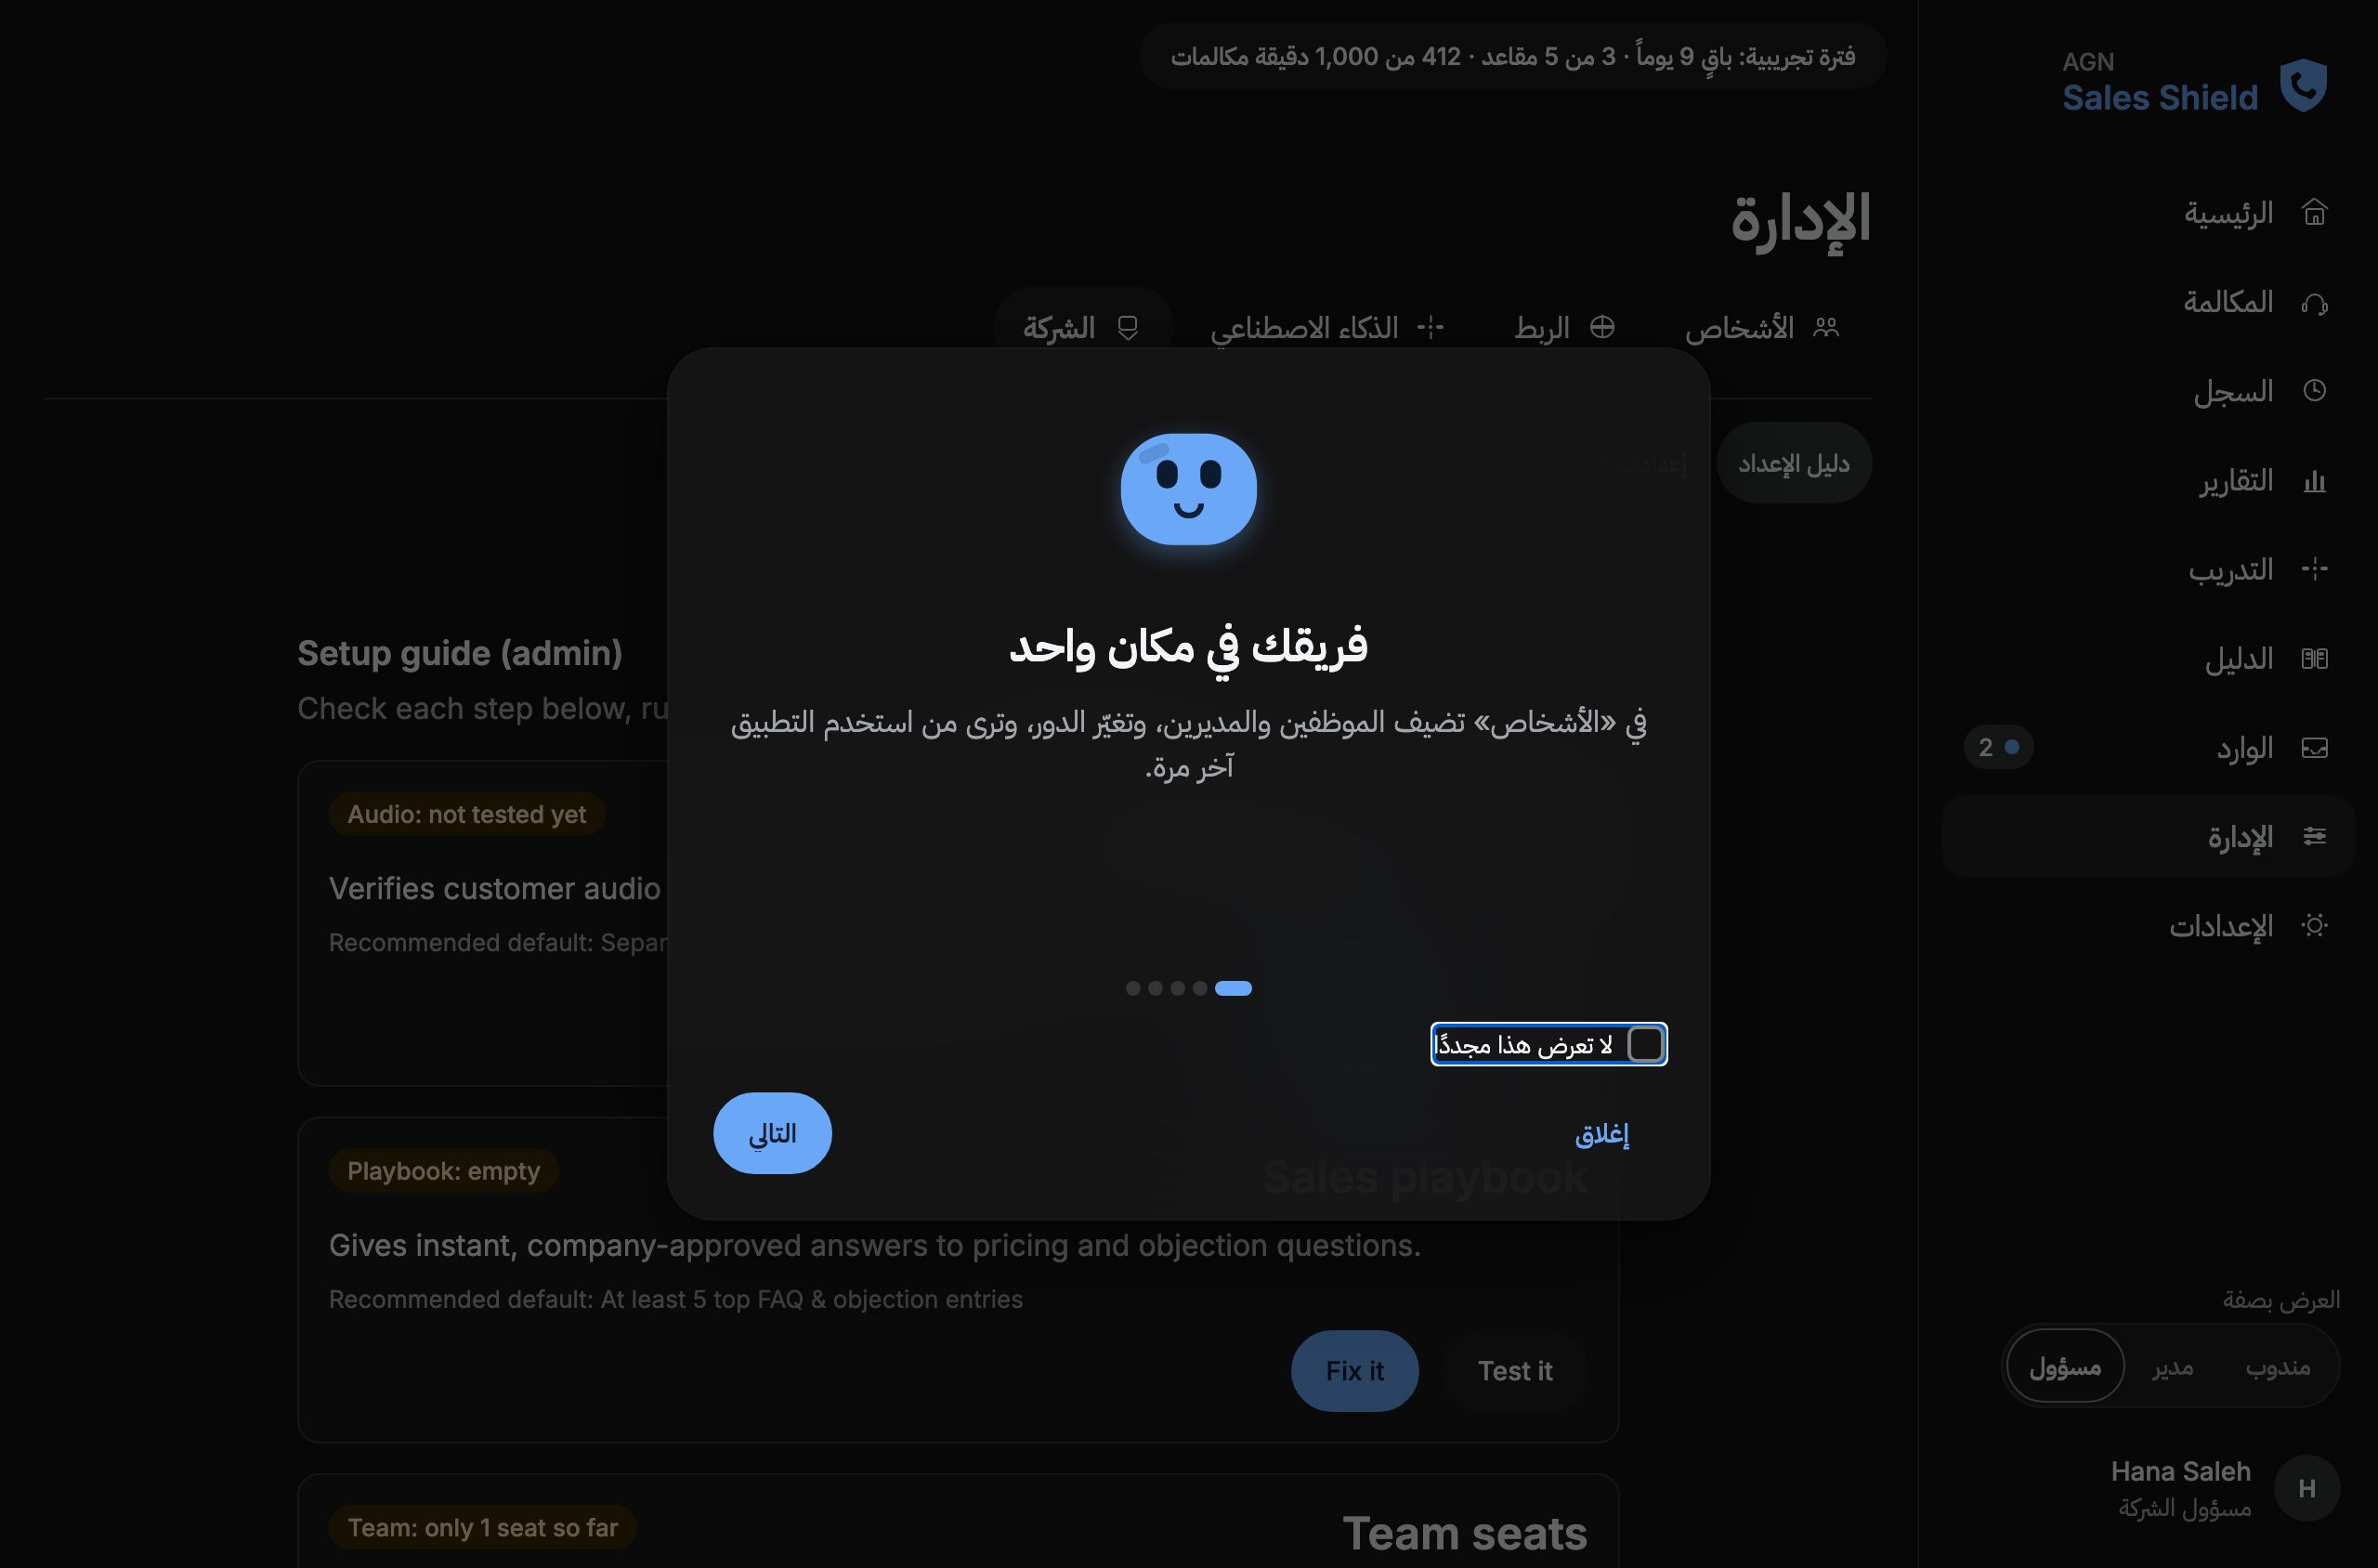 AGN
Sales Shield
الرئيسية
المكالمة
السجل
التقارير
التدريب
الدليل
الوارد
2
الإدارة
الإعدادات
العرض بصفة
مندوب
مدير
مسؤول
Hana Saleh
مسؤول الشركة
H
فترة تجريبية: باقٍ 9 يوماً · 3 من 5 مقاعد · 412 من 1,000 دقيقة مكالمات
الإدارة
الأشخاص
الربط
الذكاء الاصطناعي
الشركة
دليل الإعداد
فريقك في مكان واحد
في «الأشخاص» تضيف الموظفين والمديرين، وتغيّر الدور، وترى من استخدم التطبيق
آخر مرة.
لا تعرض هذا مجددًا
إغلاق
التالي
Setup guide (admin)
Check each step below, ru
Audio: not tested yet
Verifies customer audio
Recommended default: Separ
Sales playbook
Playbook: empty
Gives instant, company-approved answers to pricing and objection questions.
Recommended default: At least 5 top FAQ & objection entries
Fix it
Test it
Team seats
Team: only 1 seat so far